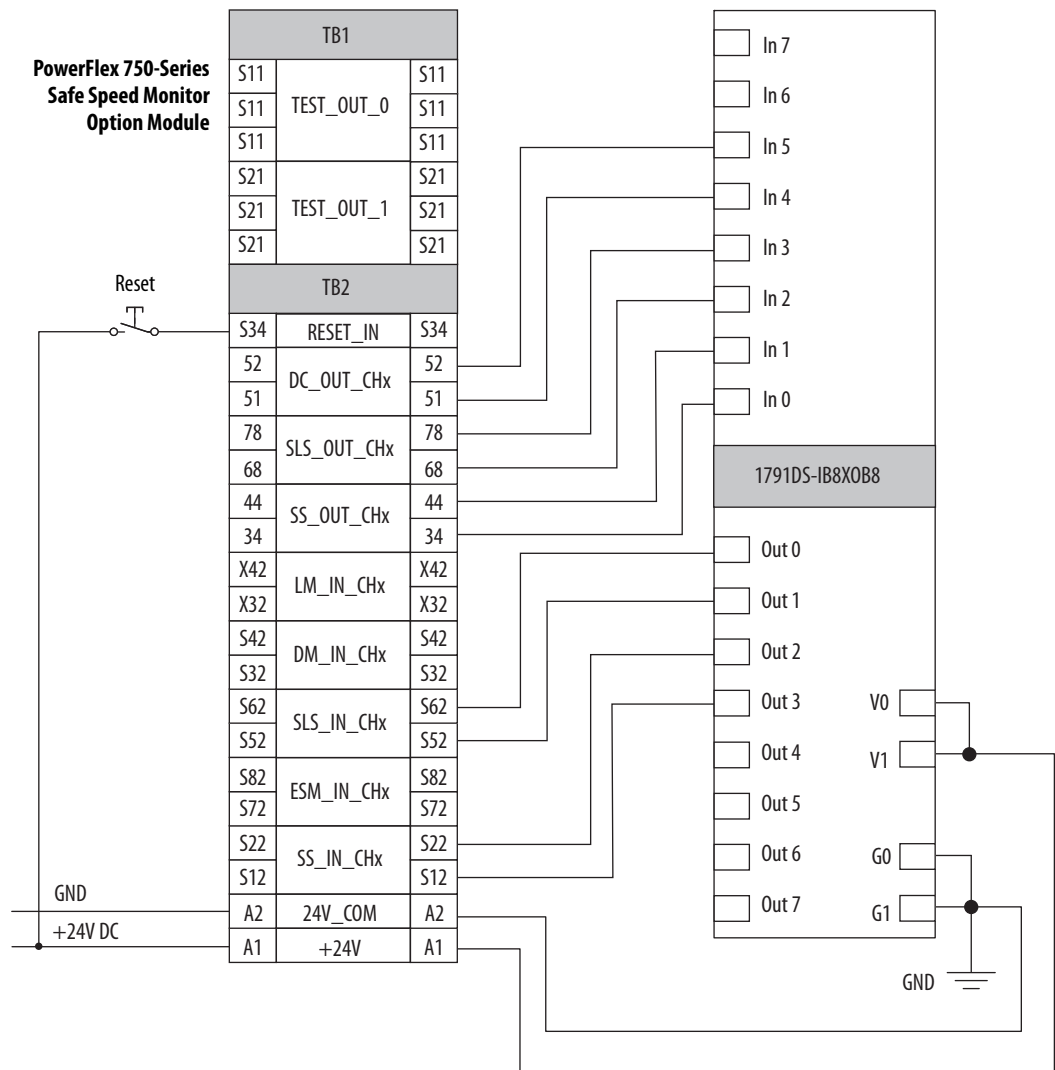 PowerFlex 750-Series
Safe Speed Monitor
Option Module
TB1
S11 TEST_OUT_0 S11
S11 S11
S11 S11
S21 TEST_OUT_1 S21
S21 S21
S21 S21
TB2
Reset
S34 RESET_IN S34
52 DC_OUT_CHx 52
51 51
78 SLS_OUT_CHx 78
68 68
44 SS_OUT_CHx 44
34 34
X42 LM_IN_CHx X42
X32 X32
S42 DM_IN_CHx S42
S32 S32
S62 SLS_IN_CHx S62
S52 S52
S82 ESM_IN_CHx S82
S72 S72
S22 SS_IN_CHx S22
S12 S12
GND
A2 24V_COM A2
+24V DC
A1 +24V A1
In 7
In 6
In 5
In 4
In 3
In 2
In 1
In 0
1791DS-IB8XOB8
Out 0
Out 1
Out 2
Out 3
Out 4
Out 5
Out 6
Out 7
V0
V1
G0
G1
GND